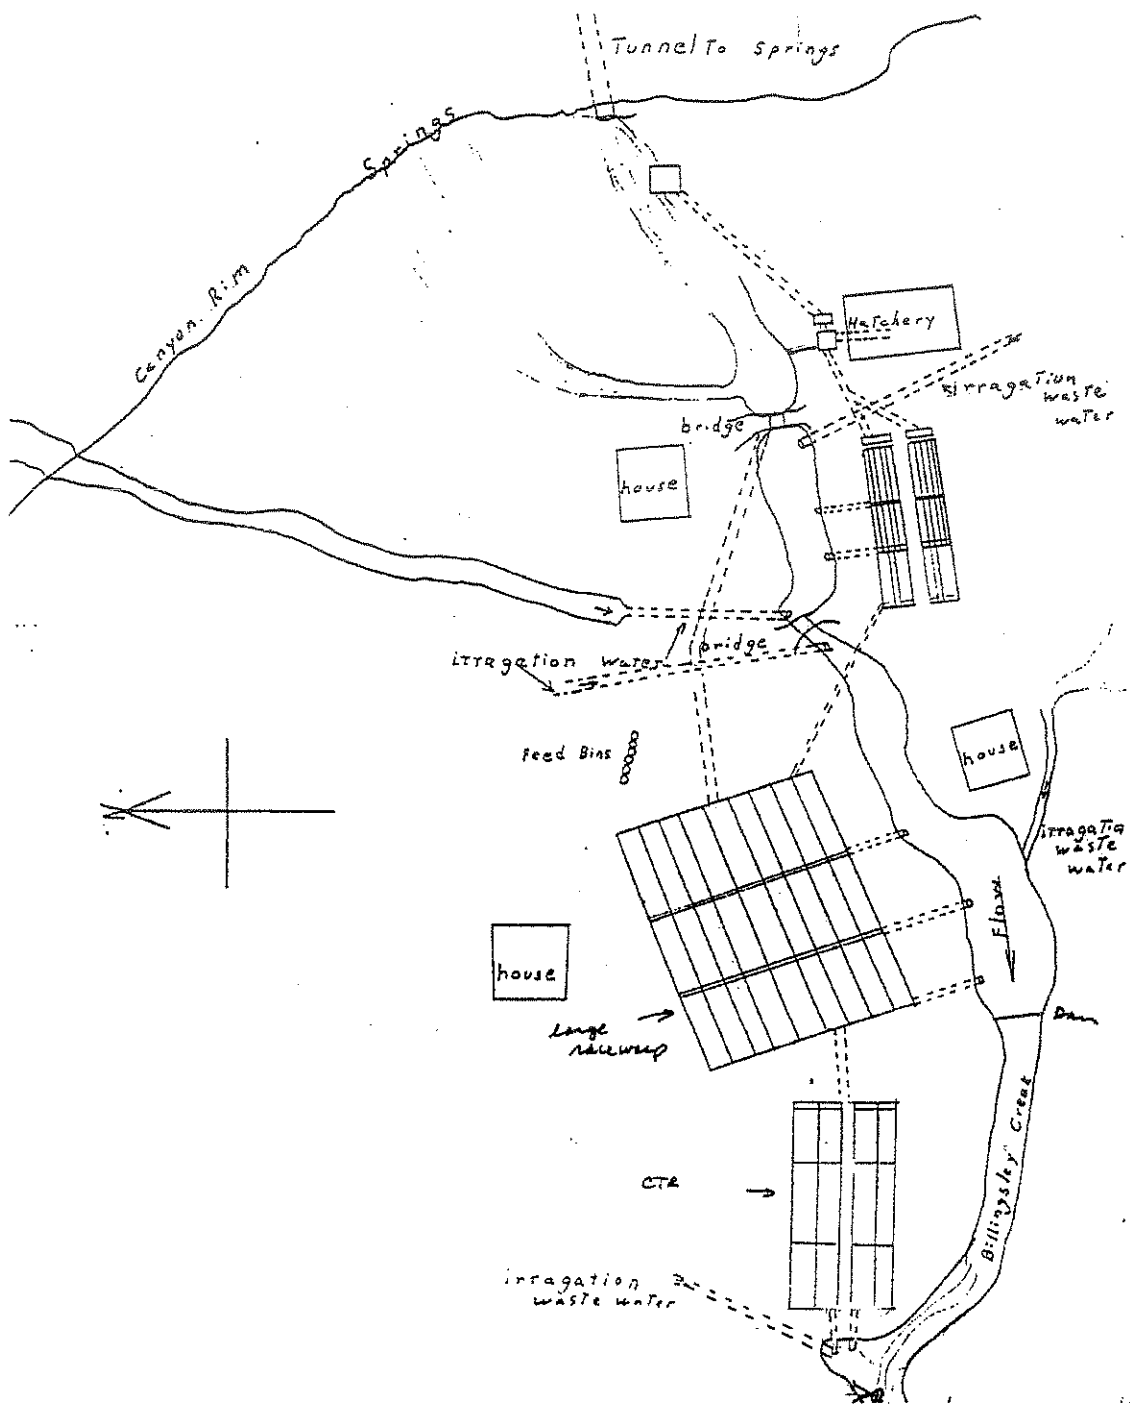 Tunnel To Springs
Springs
Canyon Rim
Hatchery
irragation
waste
water
bridge
house
irragation water
bridge
Feed Bins
house
irragatio
waste
water
Flow
house
Large
raceway
Dam
CTR
Billingsley Creek
irragation
waste water